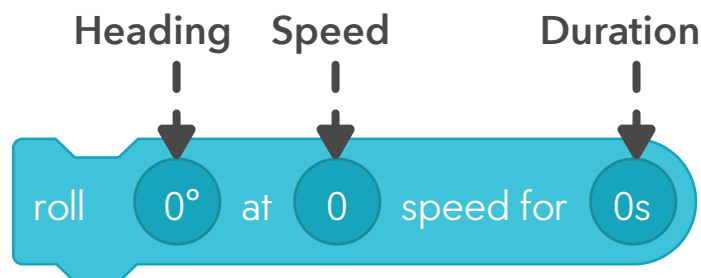 Heading Speed Duration
roll 0° at 0 speed for 0s